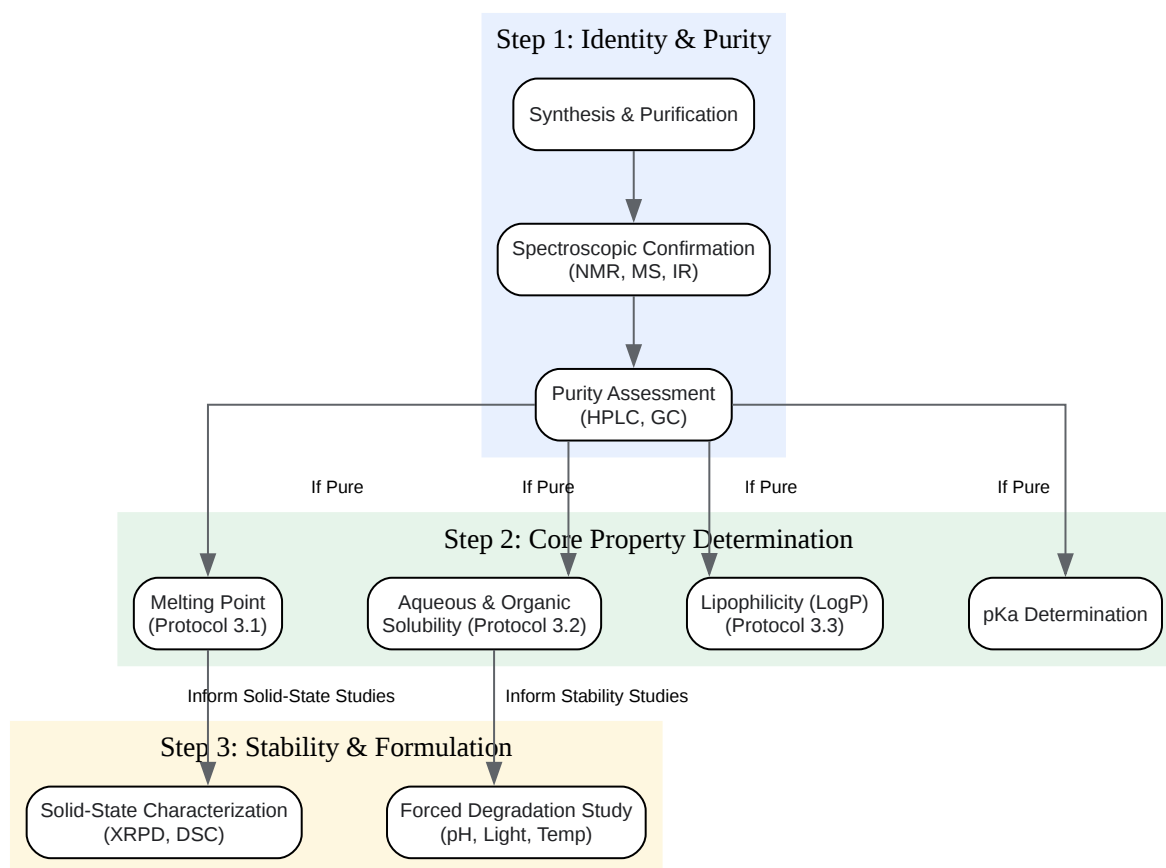 Step 1: Identity & Purity
Synthesis & Purification
Spectroscopic Confirmation
(NMR, MS, IR)
Purity Assessment
(HPLC, GC)
If Pure
If Pure
If Pure
If Pure
Step 2: Core Property Determination
Melting Point
(Protocol 3.1)
Aqueous & Organic
Solubility (Protocol 3.2)
Lipophilicity (LogP)
(Protocol 3.3)
pKa Determination
Inform Solid-State Studies
Inform Stability Studies
Step 3: Stability & Formulation
Solid-State Characterization
(XRPD, DSC)
Forced Degradation Study
(pH, Light, Temp)